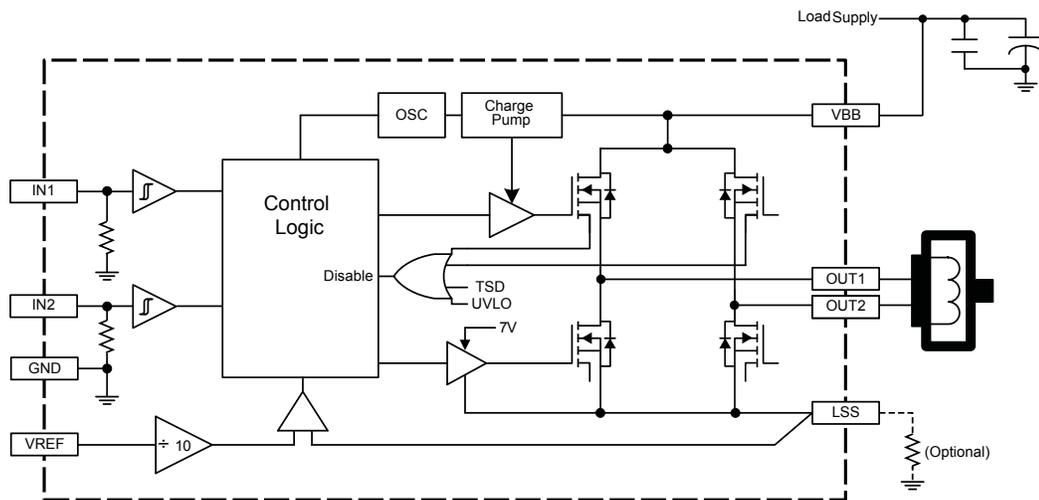 Load Supply
OSC
Charge
Pump
VBB
IN1
Control
Logic
Disable
TSD
UVLO
OUT1
OUT2
IN2
7V
GND
LSS
VREF
÷ 10
(Optional)